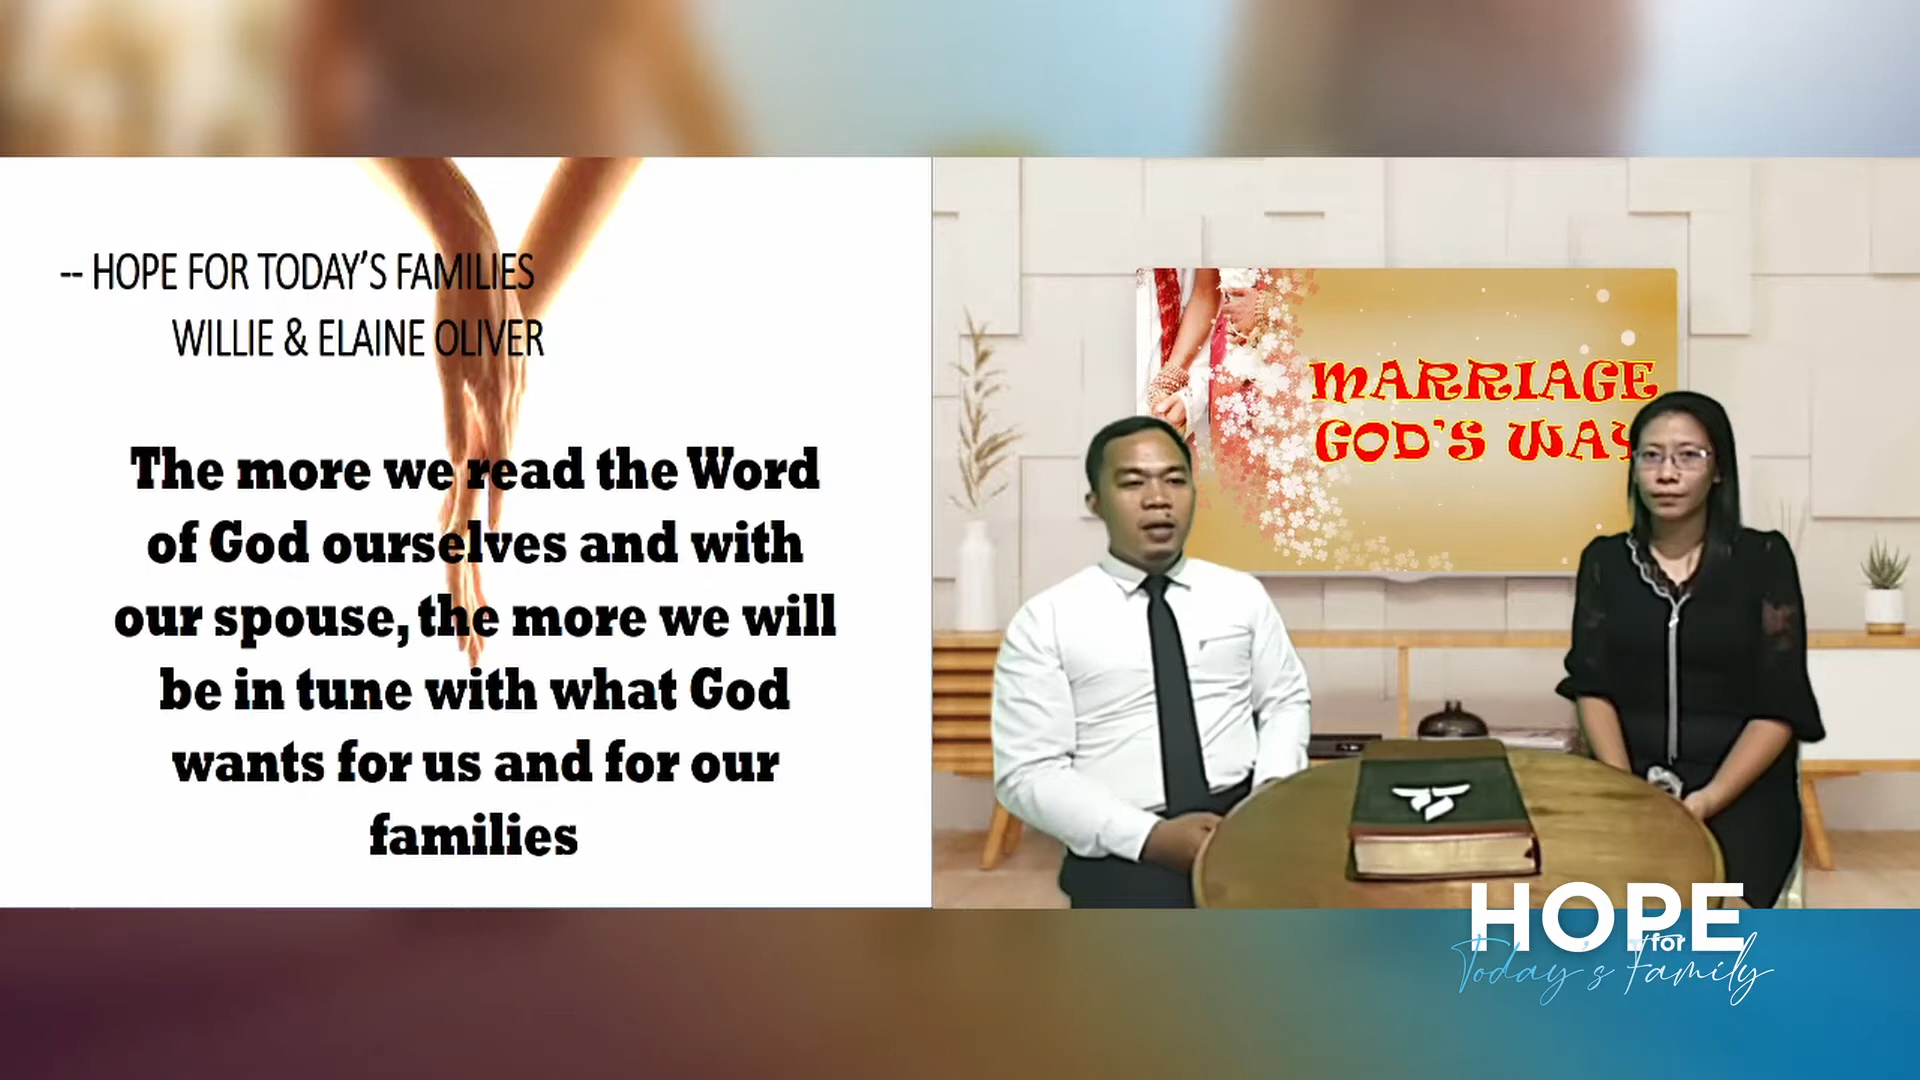 -- HOPE FOR TODAY'S FAMILIES
WILLIE & ELAINE OLIVER
The more we read the Word
of God ourselves and with
our spouse, the more we will
be in tune with what God
wants for us and for our
families
MARRIAGE
GOD'S WAY
HOPE
for
Today's Family